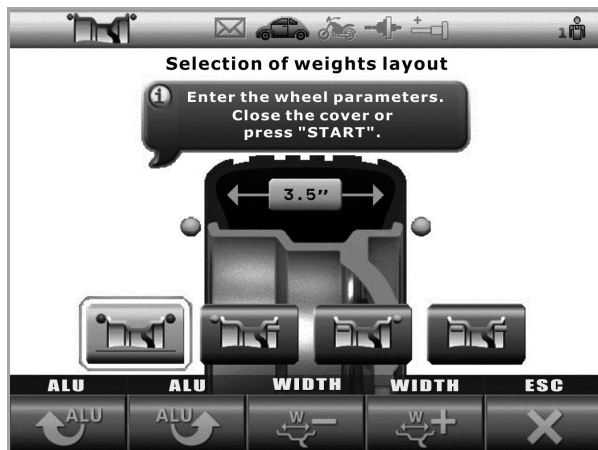 1
Selection of weights layout
i
Enter the wheel parameters.
Close the cover or
press "START".
3.5"
ALU ALU WIDTH WIDTH ESC
ALU ALU W W